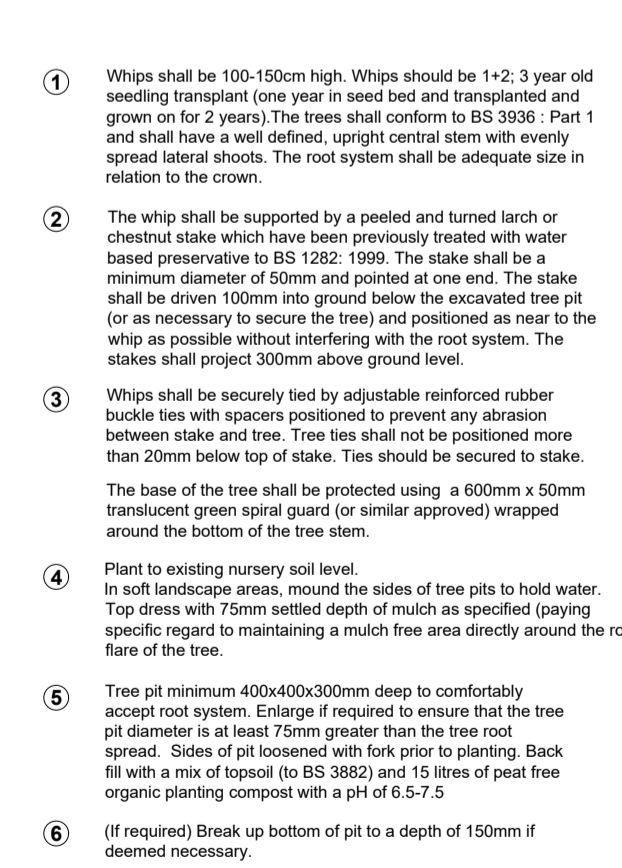 1 Whips shall be 100-150cm high. Whips should be 1+2; 3 year old
seedling transplant (one year in seed bed and transplanted and
grown on for 2 years).The trees shall conform to BS 3936 : Part 1
and shall have a well defined, upright central stem with evenly
spread lateral shoots. The root system shall be adequate size in
relation to the crown.
2 The whip shall be supported by a peeled and turned larch or
chestnut stake which have been previously treated with water
based preservative to BS 1282: 1999. The stake shall be a
minimum diameter of 50mm and pointed at one end. The stake
shall be driven 100mm into ground below the excavated tree pit
(or as necessary to secure the tree) and positioned as near to the
whip as possible without interfering with the root system. The
stakes shall project 300mm above ground level.
3 Whips shall be securely tied by adjustable reinforced rubber
buckle ties with spacers positioned to prevent any abrasion
between stake and tree. Tree ties shall not be positioned more
than 20mm below top of stake. Ties should be secured to stake.
The base of the tree shall be protected using a 600mm x 50mm
translucent green spiral guard (or similar approved) wrapped
around the bottom of the tree stem.
4 Plant to existing nursery soil level.
In soft landscape areas, mound the sides of tree pits to hold water.
Top dress with 75mm settled depth of mulch as specified (paying
specific regard to maintaining a mulch free area directly around the
flare of the tree.
5 Tree pit minimum 400x400x300mm deep to comfortably
accept root system. Enlarge if required to ensure that the tree
pit diameter is at least 75mm greater than the tree root
spread. Sides of pit loosened with fork prior to planting. Back
fill with a mix of topsoil (to BS 3882) and 15 litres of peat free
organic planting compost with a pH of 6.5-7.5
6 (If required) Break up bottom of pit to a depth of 150mm if
deemed necessary.